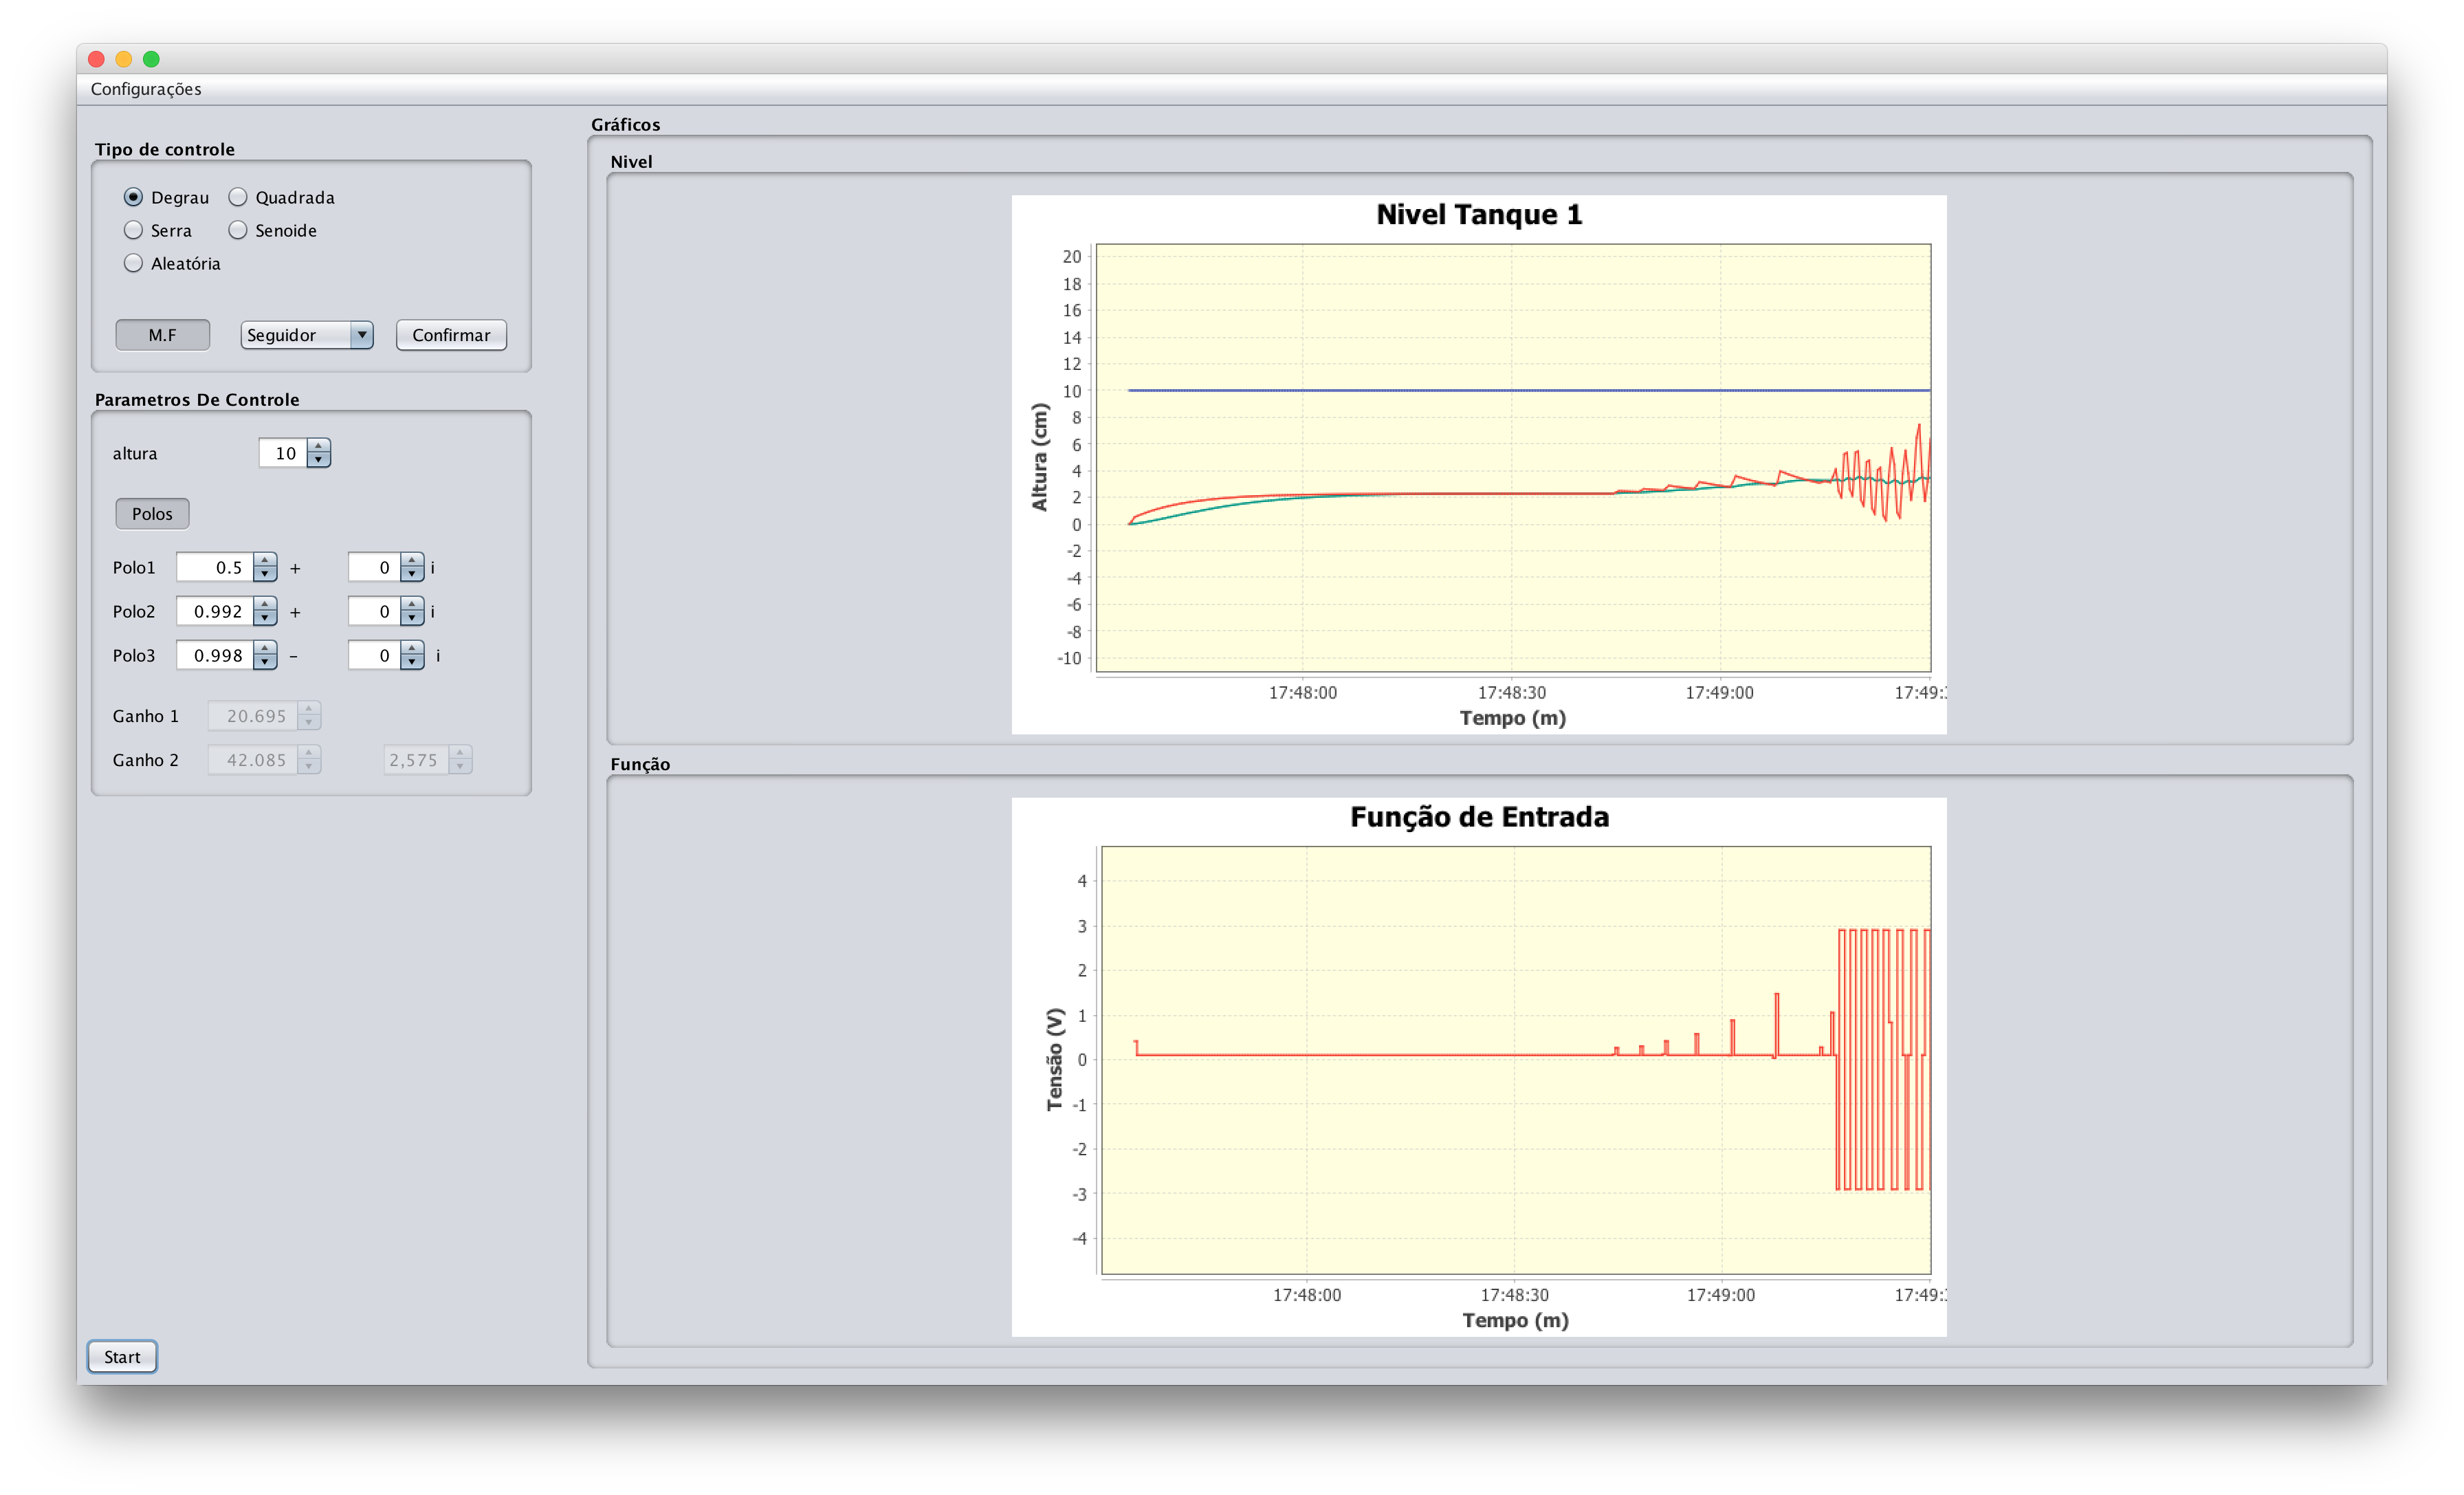 Configurações
Tipo de controle
Degrau Quadrada
Serra Senoide
Aleatória
M.F Seguidor Confirmar
Parametros De Controle
altura 10
Polos
Polo1 0.5 + 0 i
Polo2 0.992 + 0 i
Polo3 0.998 – 0 i
Ganho 1 20.695
Ganho 2 42.085 2,575
Start
Gráficos
Nivel
Nivel Tanque 1
Altura (cm)
20
18
16
14
12
10
8
6
4
2
0
-2
-4
-6
-8
-10
17:48:00 17:48:30 17:49:00 17:49:
Tempo (m)
Função
Função de Entrada
Tensão (V)
4
3
2
1
0
-1
-2
-3
-4
17:48:00 17:48:30 17:49:00 17:49:
Tempo (m)